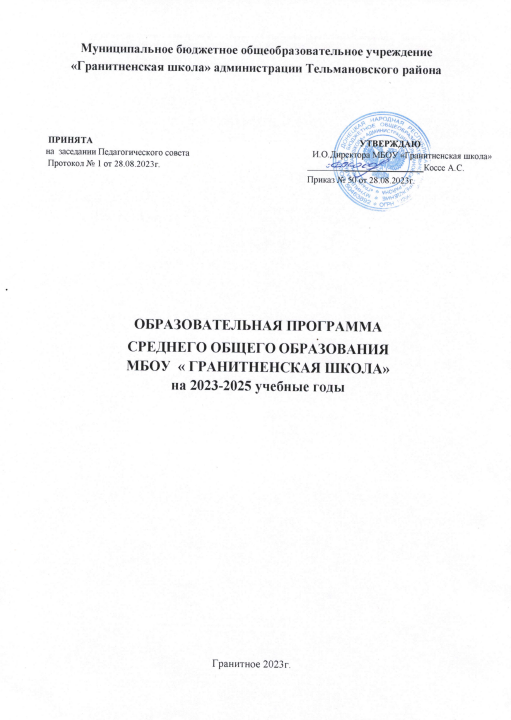 Муниципальное бюджетное общеобразовательное учреждение
«Гранитненская школа» администрации Тельмановского района
ПРИНЯТА
на заседании Педагогического совета
Протокол № 1 от 28.08.2023г.
УТВЕРЖДАЮ
И.О.Директора МБОУ «Гранитненская школа»
Коссе А.С.
Приказ № 50 от 28.08.2023г.
ОБРАЗОВАТЕЛЬНАЯ ПРОГРАММА
СРЕДНЕГО ОБЩЕГО ОБРАЗОВАНИЯ
МБОУ « ГРАНИТНЕНСКАЯ ШКОЛА»
на 2023-2025 учебные годы
Гранитное 2023г.